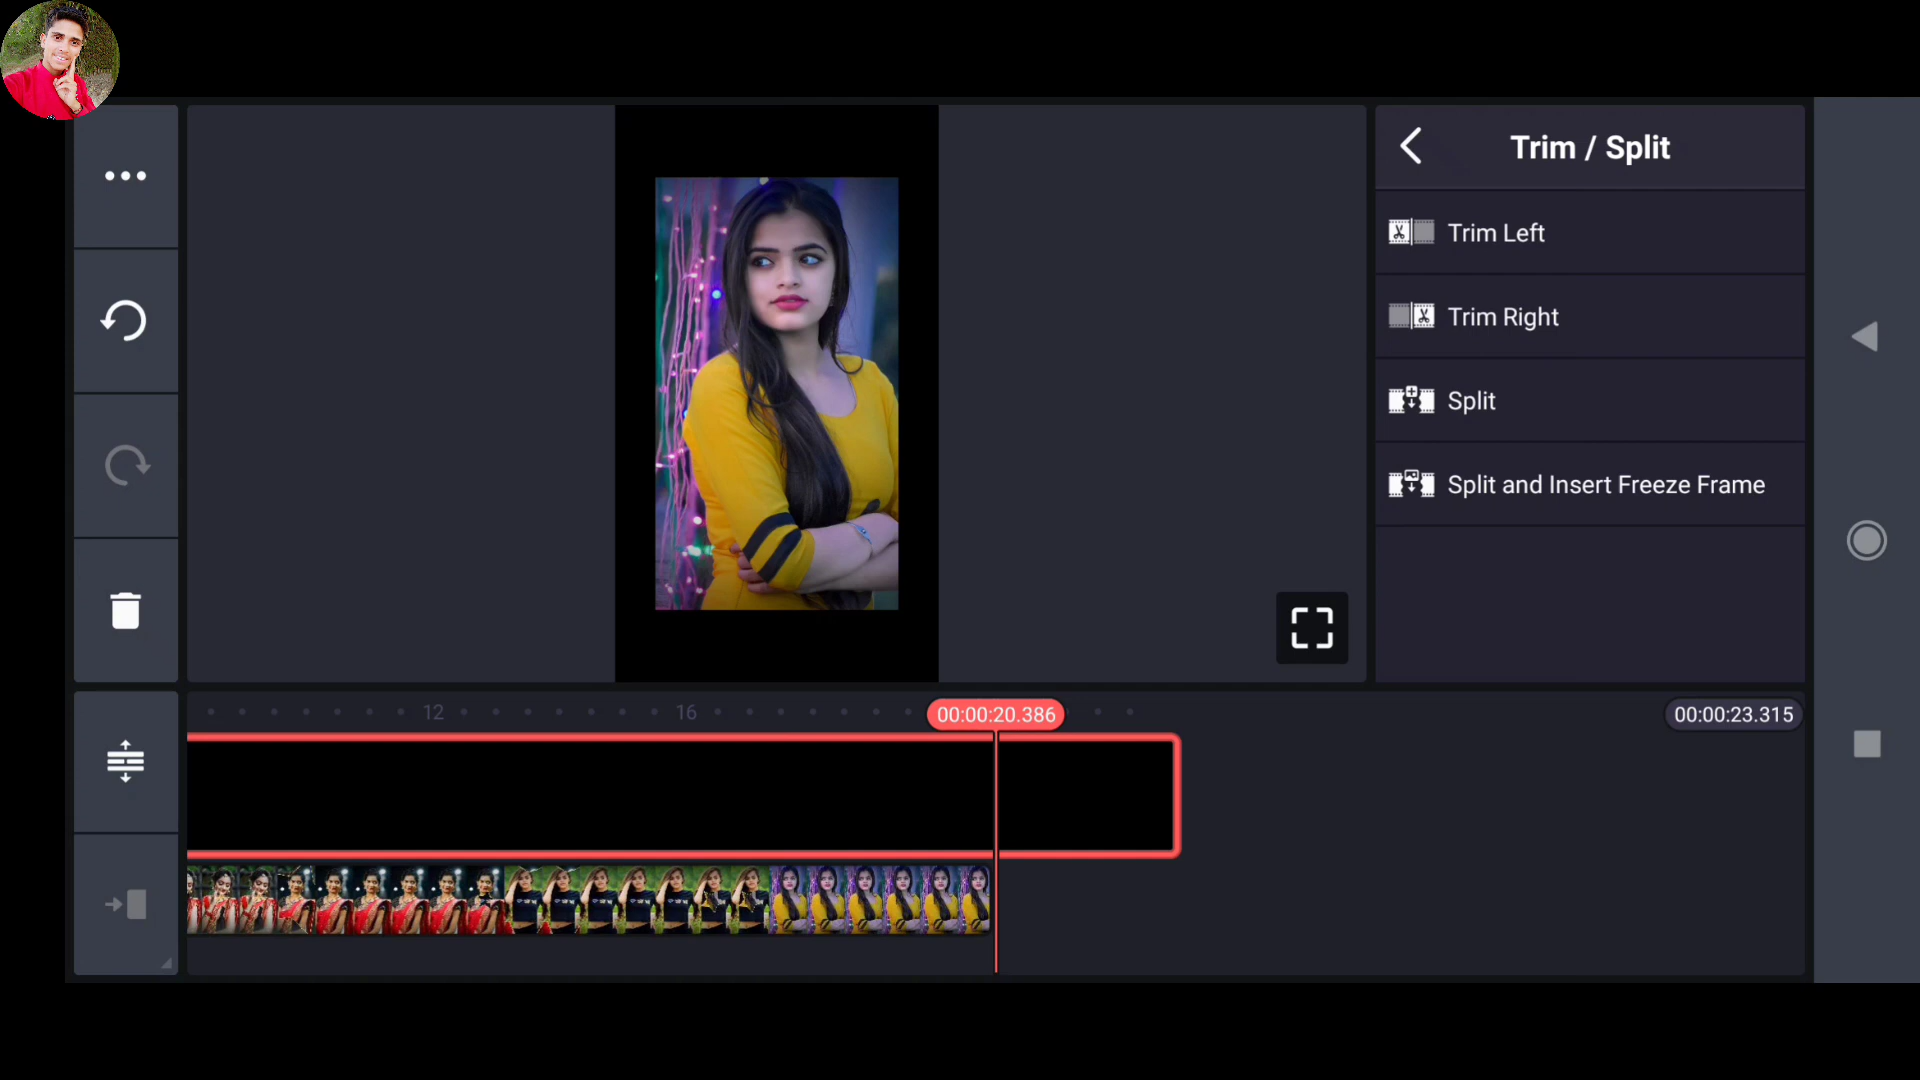 Trim / Split
Trim Left
Trim Right
Split
Split and Insert Freeze Frame
12
16
00:00:20.386
00:00:23.315